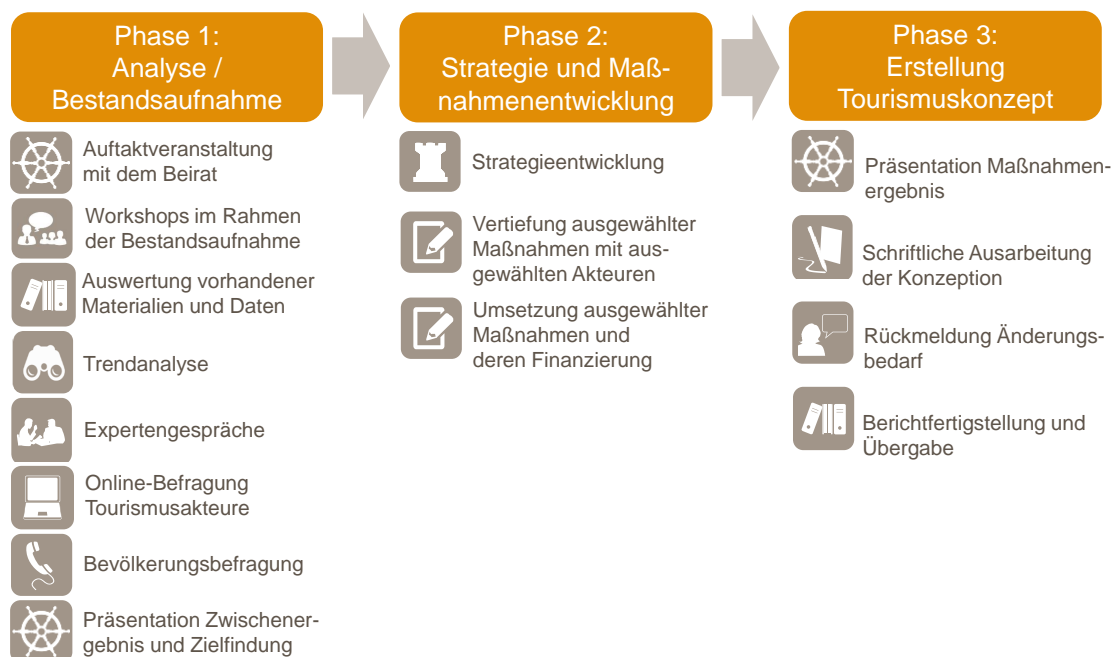 Phase 1:
Analyse /
Bestandsaufnahme
Auftaktveranstaltung
mit dem Beirat
Workshops im Rahmen
der Bestandsaufnahme
Auswertung vorhandener
Materialien und Daten
Trendanalyse
Expertengespräche
Online-Befragung
Tourismusakteure
Bevölkerungsbefragung
Präsentation Zwischener-
gebnis und Zielfindung
Phase 2:
Strategie und Maß-
nahmenentwicklung
Strategieentwicklung
Vertiefung ausgewählter
Maßnahmen mit aus-
gewählten Akteuren
Umsetzung ausgewählter
Maßnahmen und
deren Finanzierung
Phase 3:
Erstellung
Tourismuskonzept
Präsentation Maßnahmen-
ergebnis
Schriftliche Ausarbeitung
der Konzeption
Rückmeldung Änderungs-
bedarf
Berichtfertigstellung und
Übergabe